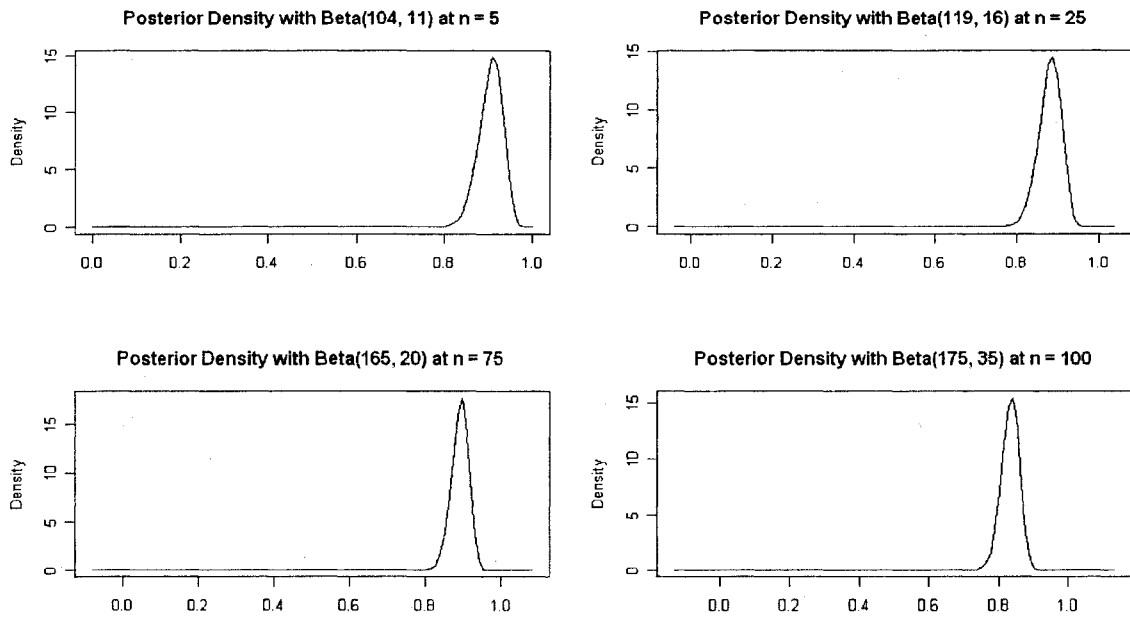 Posterior Density with Beta(104, 11) at n = 5
Density
15
10
5
0
0.0 0.2 0.4 0.6 0.8 1.0
Posterior Density with Beta(119, 16) at n = 25
Density
15
10
5
0
0.0 0.2 0.4 0.6 0.8 1.0
Posterior Density with Beta(165, 20) at n = 75
Density
15
10
5
0
0.0 0.2 0.4 0.6 0.8 1.0
Posterior Density with Beta(175, 35) at n = 100
Density
15
10
5
0
0.0 0.2 0.4 0.6 0.8 1.0